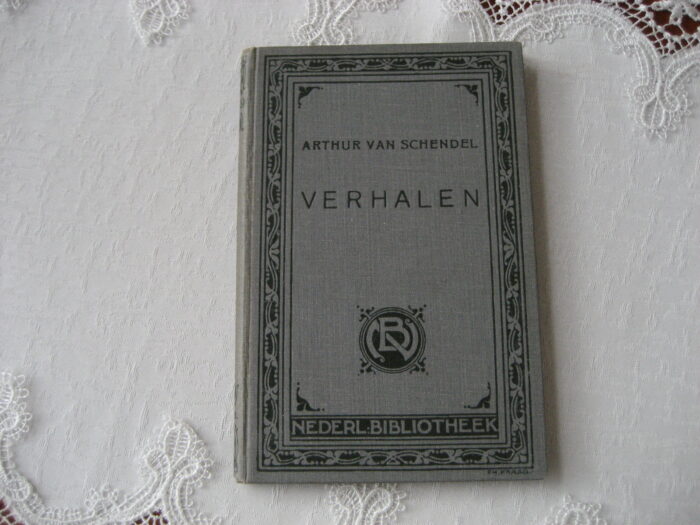 ARTHUR VAN SCHENDEL
VERHALEN
NB
NEDERL: BIBLIOTHEEK